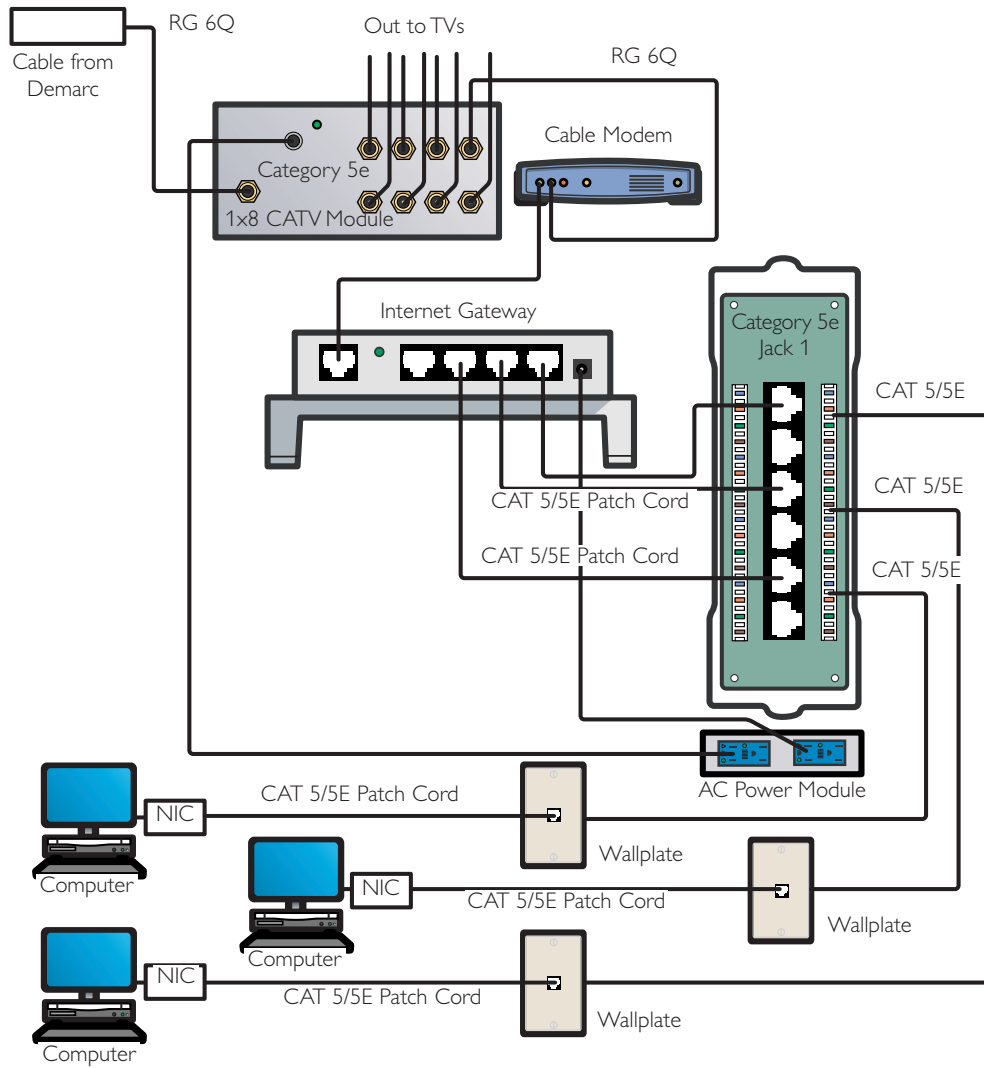 RG 6Q
Out to TVs
Cable from
Demarc
RG 6Q
Cable Modem
Category 5e
1x8 CATV Module
Internet Gateway
Category 5e
Jack 1
CAT 5/5E
CAT 5/5E
CAT 5/5E Patch Cord
CAT 5/5E Patch Cord
CAT 5/5E
AC Power Module
CAT 5/5E Patch Cord
NIC
Wallplate
Computer
NIC
CAT 5/5E Patch Cord
Wallplate
Computer
NIC
CAT 5/5E Patch Cord
Wallplate
Computer